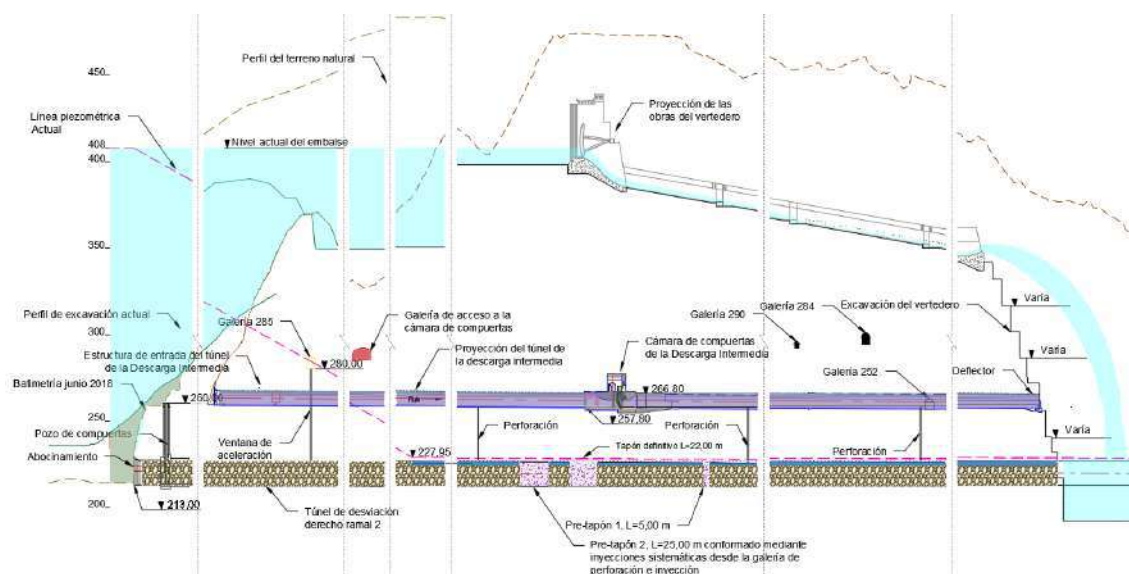 450
Perfil del terreno natural
Línea piezométrica
Actual
408
400
Nivel actual del embalse
Proyección de las
obras del vertedero
350
Perfil de excavación actual
300
Galería 285
Galería de acceso a la
cámara de compuertas
Galería 290
Galería 284
Excavación del vertedero
Varía
Estructura de entrada del túnel
de la Descarga Intermedia
280,00
Proyección del túnel de
la descarga intermedia
Cámara de compuertas
de la Descarga Intermedia
Varía
Batimetría junio 2018
260,00
266,80
Galería 252
Deflector
250
257,80
Pozo de compuertas
Ventana de
aceleración
Perforación
Perforación
Perforación
Varía
Abocinamiento
227,95
Tapón definitivo L=22,00 m
200
213,00
Túnel de desviación
derecho ramal 2
Pre-tapón 1, L=5,00 m
Pre-tapón 2, L=25,00 m conformado mediante
inyecciones sistemáticas desde la galería de
perforación e inyección